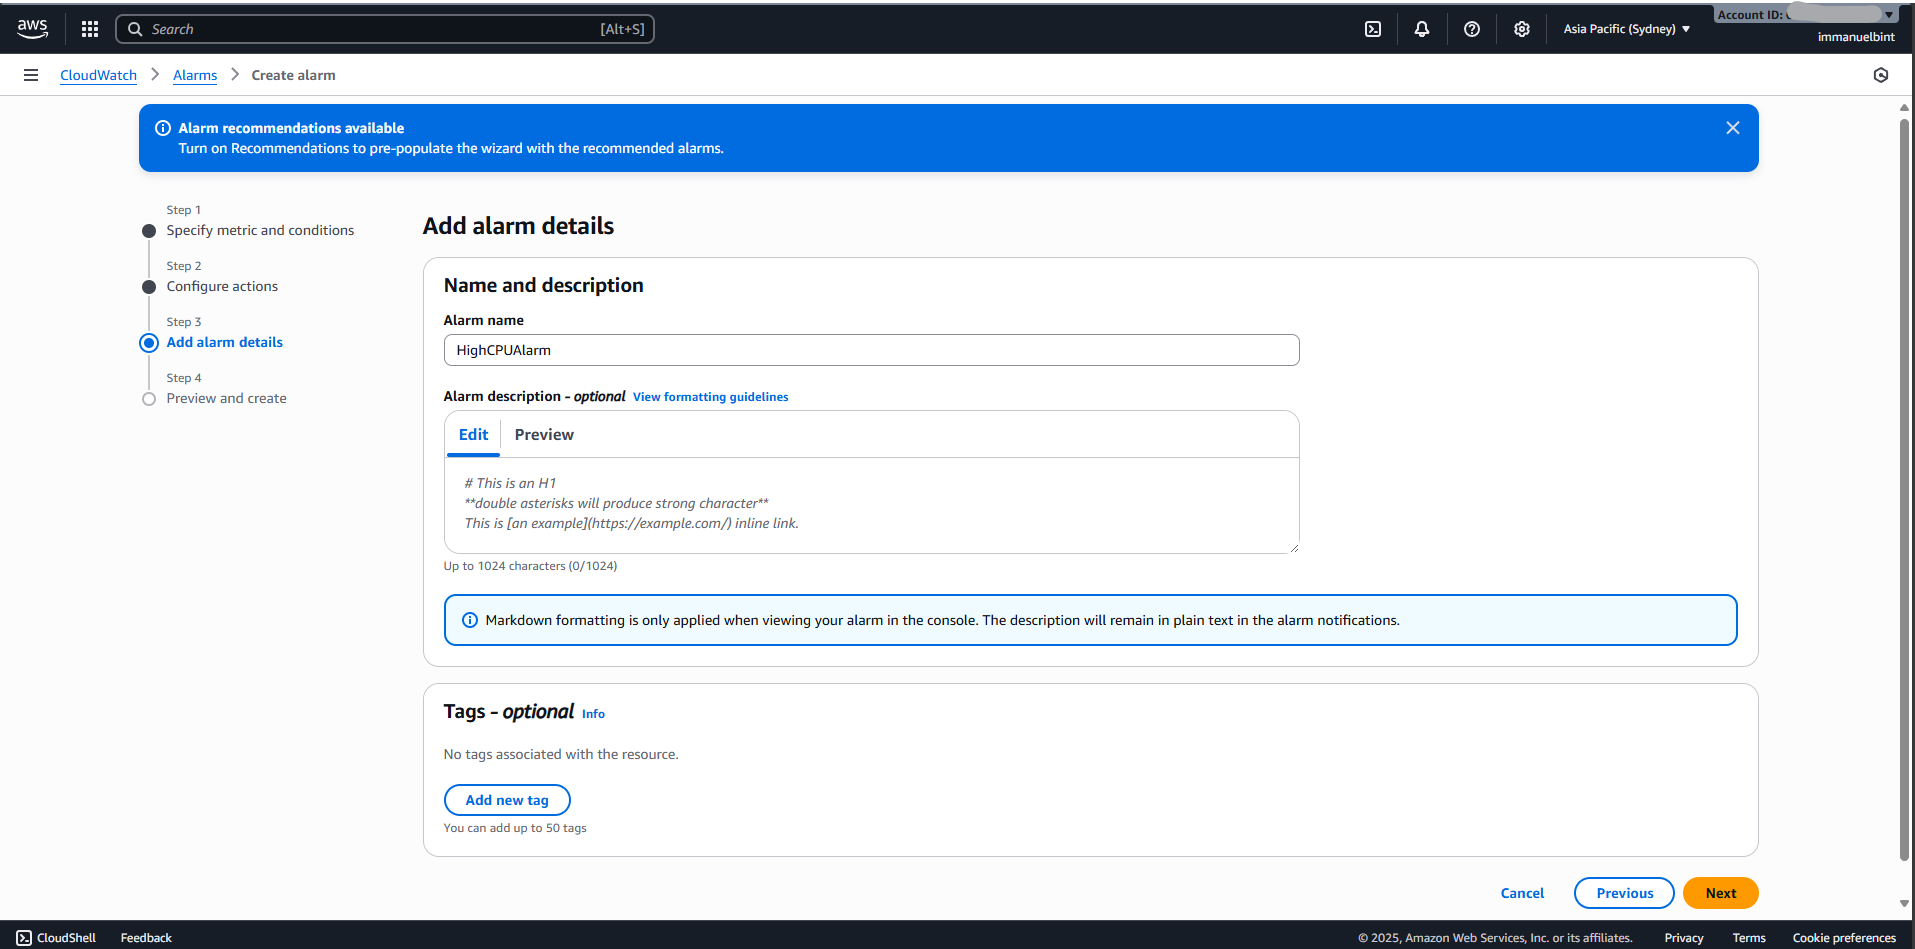 aws
Search [Alt+S]
Asia Pacific (Sydney)
Account ID:
immanuelbint
CloudWatch
Alarms
Create alarm
Alarm recommendations available
Turn on Recommendations to pre-populate the wizard with the recommended alarms.
Step 1
Specify metric and conditions
Step 2
Configure actions
Step 3
Add alarm details
Step 4
Preview and create
Add alarm details
Name and description
Alarm name
HighCPUAlarm
Alarm description - optional View formatting guidelines
Edit
Preview
# This is an H1
**double asterisks will produce strong character**
This is [an example](https://example.com/) inline link.
Up to 1024 characters (0/1024)
Markdown formatting is only applied when viewing your alarm in the console. The description will remain in plain text in the alarm notifications.
Tags - optional Info
No tags associated with the resource.
Add new tag
You can add up to 50 tags
Cancel
Previous
Next
CloudShell
Feedback
© 2025, Amazon Web Services, Inc. or its affiliates.
Privacy
Terms
Cookie preferences